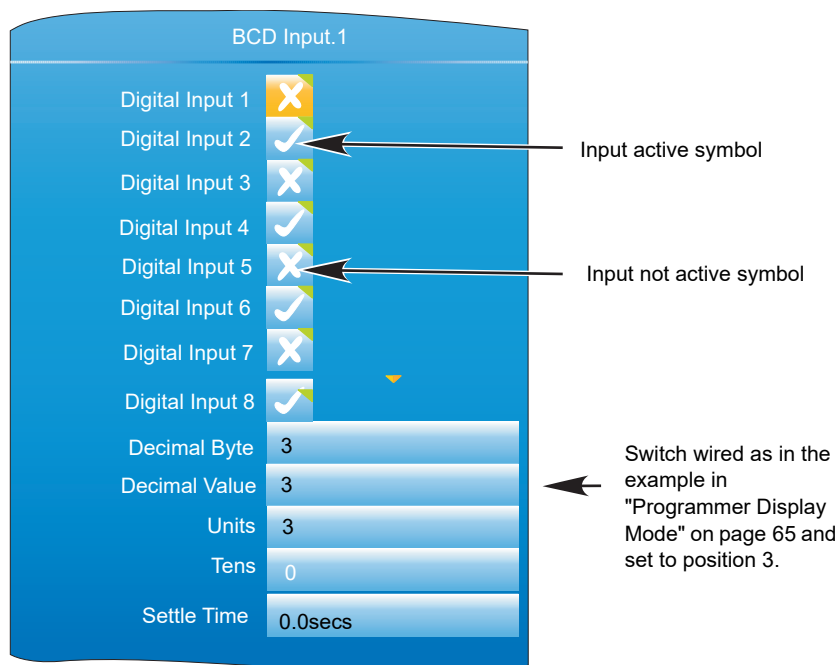 BCD Input.1
Digital Input 1
Digital Input 2
Input active symbol
Digital Input 3
Digital Input 4
Digital Input 5
Input not active symbol
Digital Input 6
Digital Input 7
Digital Input 8
Decimal Byte 3
Decimal Value 3
Units 3
Tens 0
Settle Time 0.0secs
Switch wired as in the
example in
"Programmer Display
Mode" on page 65 and
set to position 3.